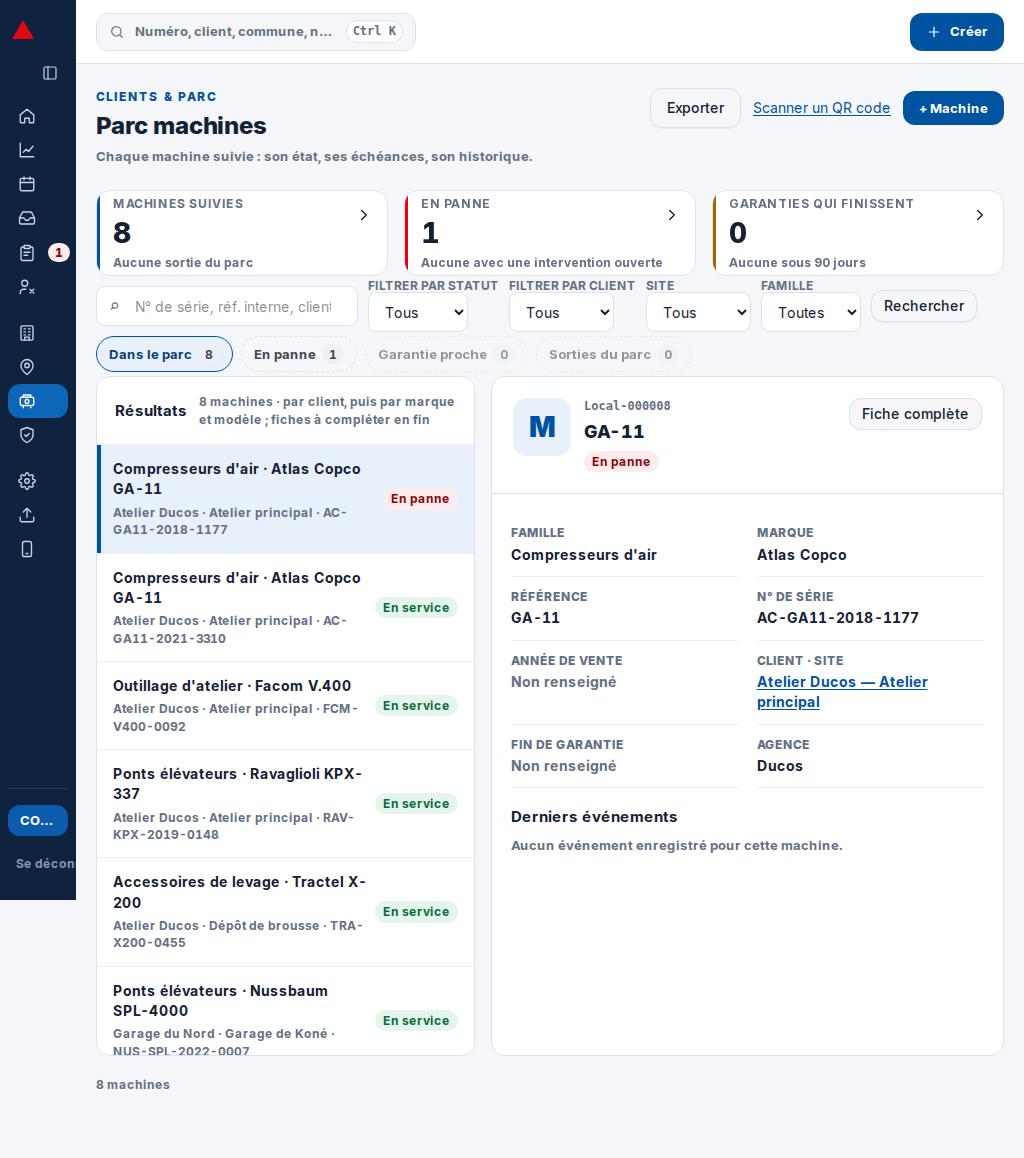 Numéro, client, commune, n… Ctrl K
Créer
CLIENTS & PARC
Parc machines
Chaque machine suivie : son état, ses échéances, son historique.
Exporter
Scanner un QR code
+ Machine
1
MACHINES SUIVIES
8
Aucune sortie du parc
EN PANNE
1
Aucune avec une intervention ouverte
GARANTIES QUI FINISSENT
0
Aucune sous 90 jours
N° de série, réf. interne, client
FILTRER PAR STATUT
Tous
FILTRER PAR CLIENT
Tous
SITE
Tous
FAMILLE
Toutes
Rechercher
Dans le parc 8
En panne 1
Garantie proche 0
Sorties du parc 0
Résultats
8 machines · par client, puis par marque
et modèle ; fiches à compléter en fin
Compresseurs d'air · Atlas Copco
GA-11
Atelier Ducos · Atelier principal · AC-
GA11-2018-1177
En panne
Compresseurs d'air · Atlas Copco
GA-11
Atelier Ducos · Atelier principal · AC-
GA11-2021-3310
En service
Outillage d'atelier · Facom V.400
Atelier Ducos · Atelier principal · FCM-
V400-0092
En service
Ponts élévateurs · Ravaglioli KPX-
337
Atelier Ducos · Atelier principal · RAV-
KPX-2019-0148
En service
Accessoires de levage · Tractel X-
200
Atelier Ducos · Dépôt de brousse · TRA-
X200-0455
En service
Ponts élévateurs · Nussbaum
SPL-4000
Garage du Nord · Garage de Koné ·
NUS-SPL-2022-0007
En service
M
Local-000008
GA-11
En panne
Fiche complète
FAMILLE
Compresseurs d'air
MARQUE
Atlas Copco
RÉFÉRENCE
GA-11
N° DE SÉRIE
AC-GA11-2018-1177
ANNÉE DE VENTE
Non renseigné
CLIENT · SITE
Atelier Ducos — Atelier
principal
FIN DE GARANTIE
Non renseigné
AGENCE
Ducos
Derniers événements
Aucun événement enregistré pour cette machine.
CO…
Se décon
8 machines